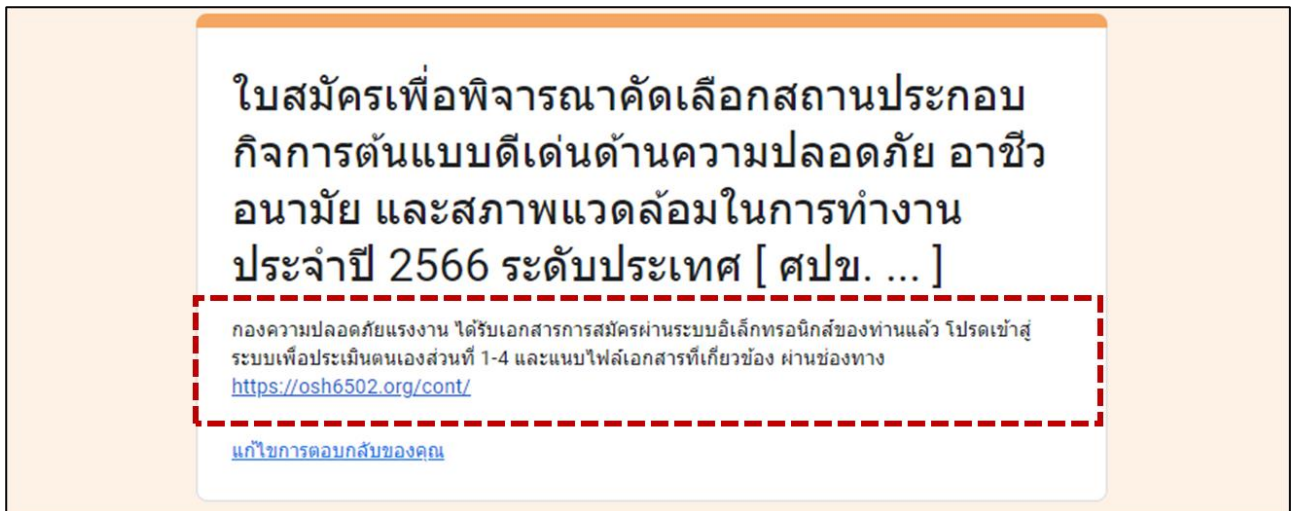 ใบสมัครเพื่อพิจารณาคัดเลือกสถานประกอบ
กิจการต้นแบบดีเด่นด้านความปลอดภัย อาชีว
อนามัย และสภาพแวดล้อมในการทำงาน
ประจำปี 2566 ระดับประเทศ [ ศปข. ... ]
กองความปลอดภัยแรงงาน ได้รับเอกสารการสมัครผ่านระบบอิเล็กทรอนิกส์ของท่านแล้ว โปรดเข้าสู่
ระบบเพื่อประเมินตนเองส่วนที่ 1-4 และแนบไฟล์เอกสารที่เกี่ยวข้อง ผ่านช่องทาง
https://osh6502.org/cont/
แก้ไขการตอบกลับของคุณ